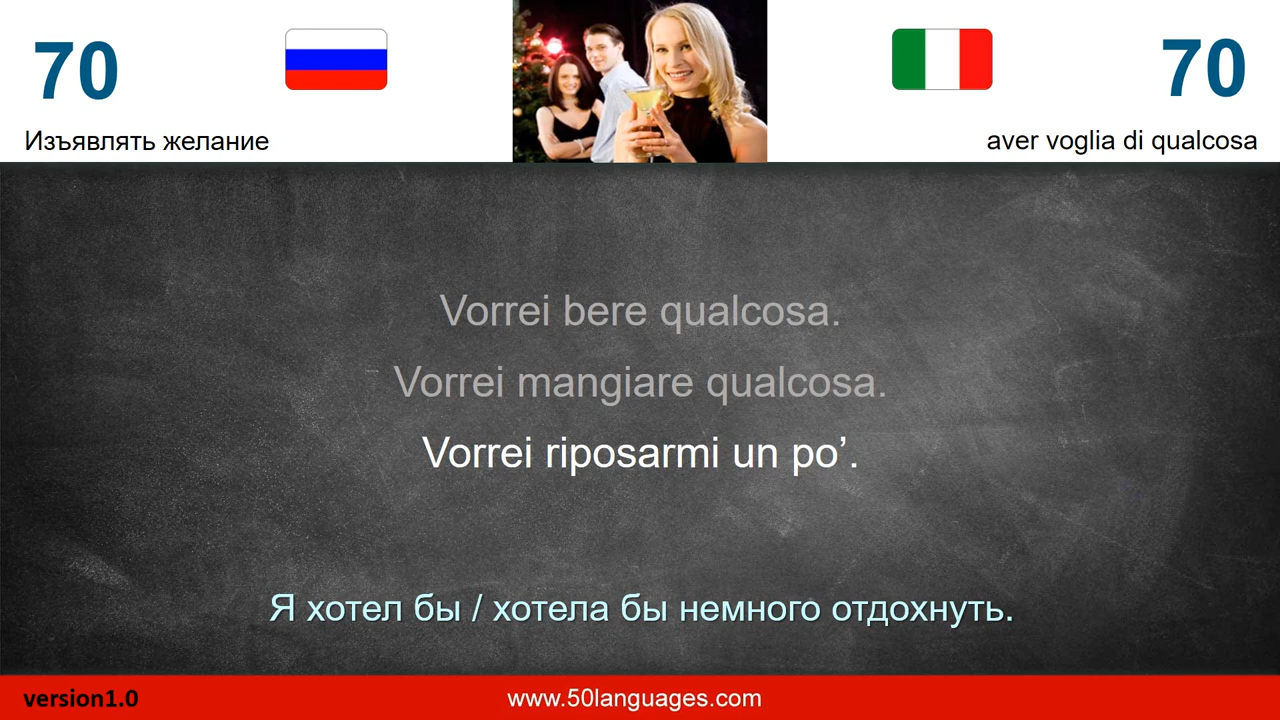 70
70
Изъявлять желание
aver voglia di qualcosa
Vorrei bere qualcosa.
Vorrei mangiare qualcosa.
Vorrei riposarmi un po’.
Я хотел бы / хотела бы немного отдохнуть.
version1.0
www.50languages.com